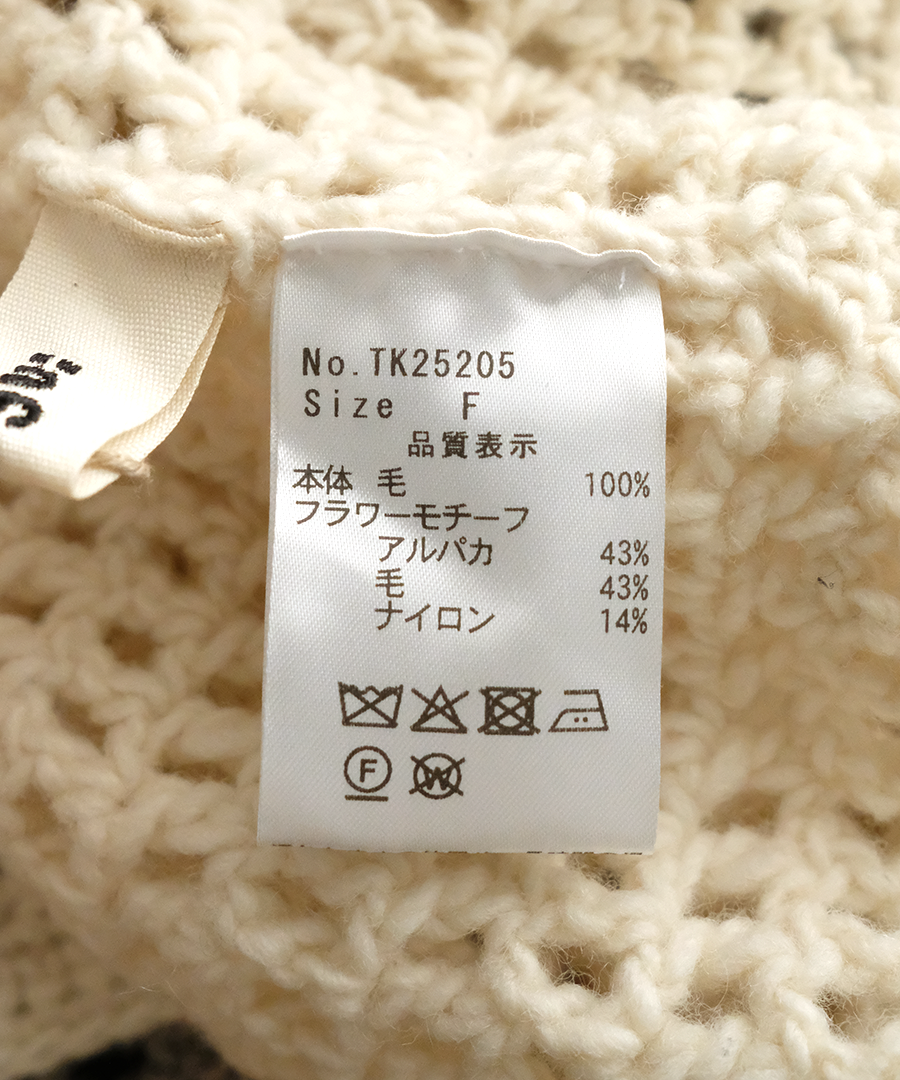 No.TK25205
Size F
品質表示
本体 毛 100%
フラワーモチーフ
アルパカ 43%
毛 43%
ナイロン 14%
F
W